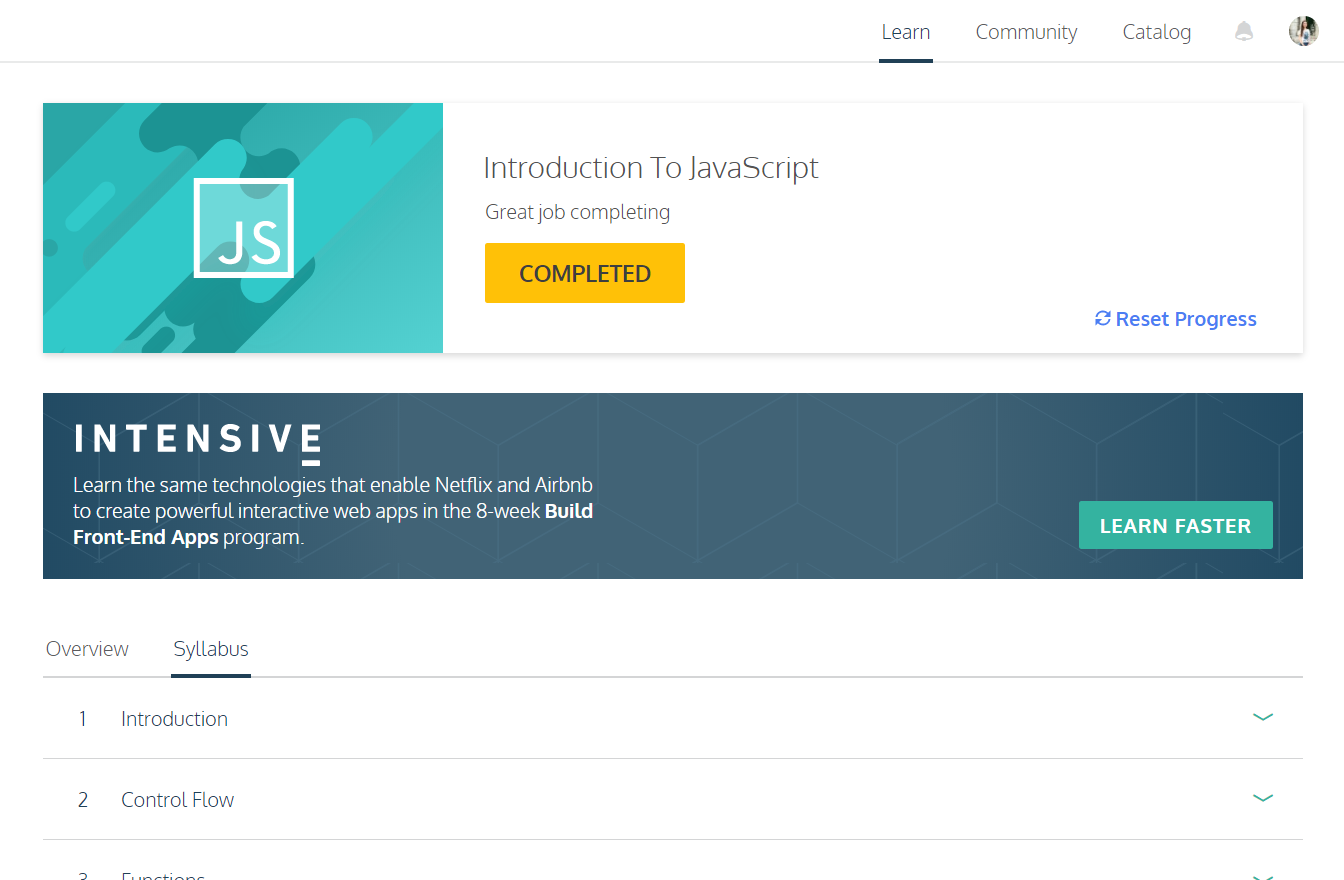 Learn Community Catalog
JS
Introduction To JavaScript
Great job completing
COMPLETED
Reset Progress
INTENSIVE
Learn the same technologies that enable Netflix and Airbnb
to create powerful interactive web apps in the 8-week Build
Front-End Apps program.
LEARN FASTER
Overview Syllabus
1 Introduction
2 Control Flow
3 Functions